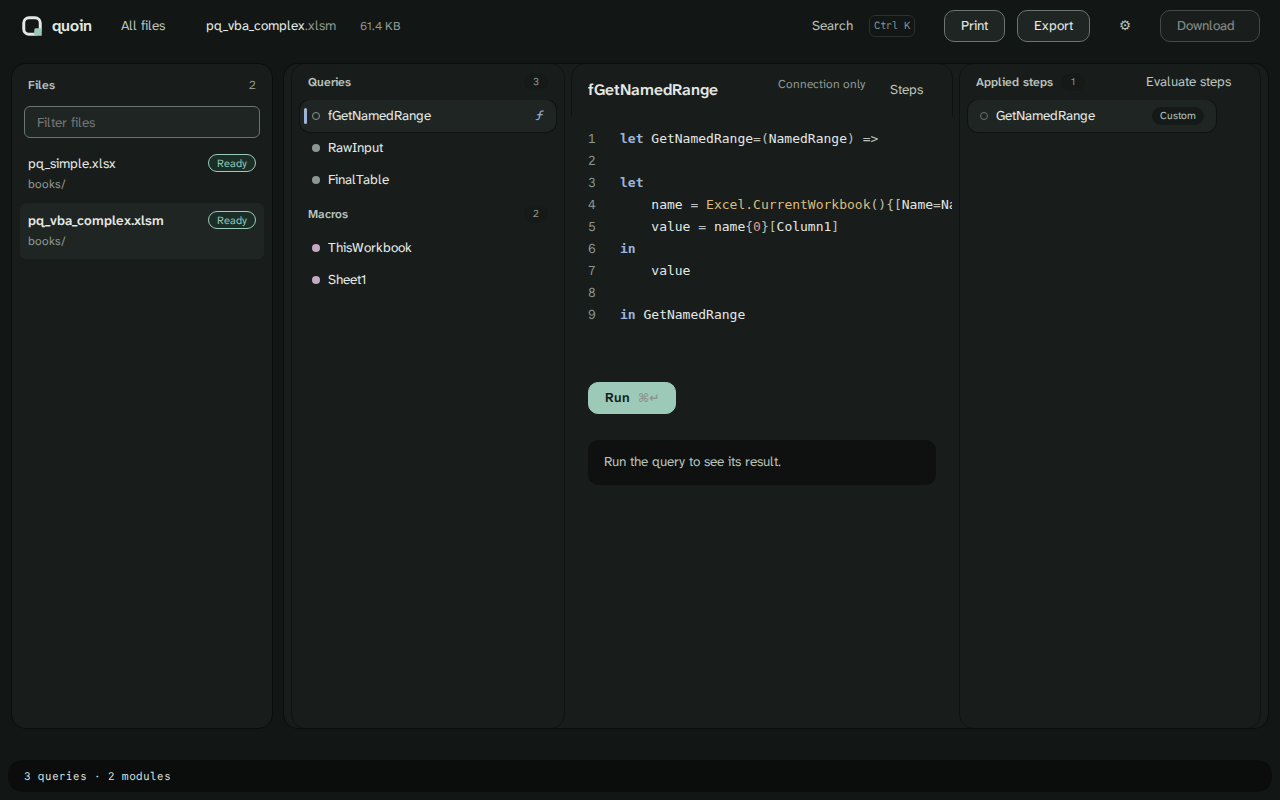 quoin All files pq_vba_complex.xlsm 61.4 KB Search Ctrl K Print Export ⚙ Download
Files 2
Filter files
pq_simple.xlsx Ready
books/
pq_vba_complex.xlsm Ready
books/
Queries 3
fGetNamedRange ƒ
RawInput
FinalTable
Macros 2
ThisWorkbook
Sheet1
fGetNamedRange Connection only Steps
1 let GetNamedRange=(NamedRange) =>
2
3 let
4 name = Excel.CurrentWorkbook(){[Name=Na
5 value = name{0}[Column1]
6 in
7 value
8
9 in GetNamedRange
Run ⌘↵
Run the query to see its result.
Applied steps 1 Evaluate steps
GetNamedRange Custom
3 queries · 2 modules